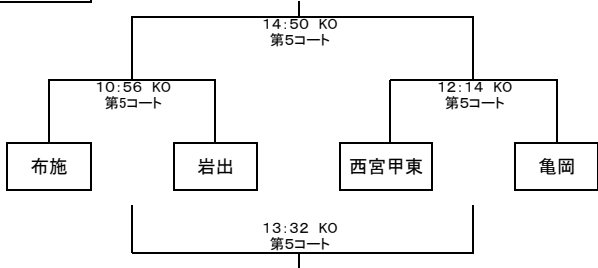 14:50 KO
第5コート
10:56 KO
第5コート
12:14 KO
第5コート
布施
岩出
西宮甲東
亀岡
13:32 KO
第5コート